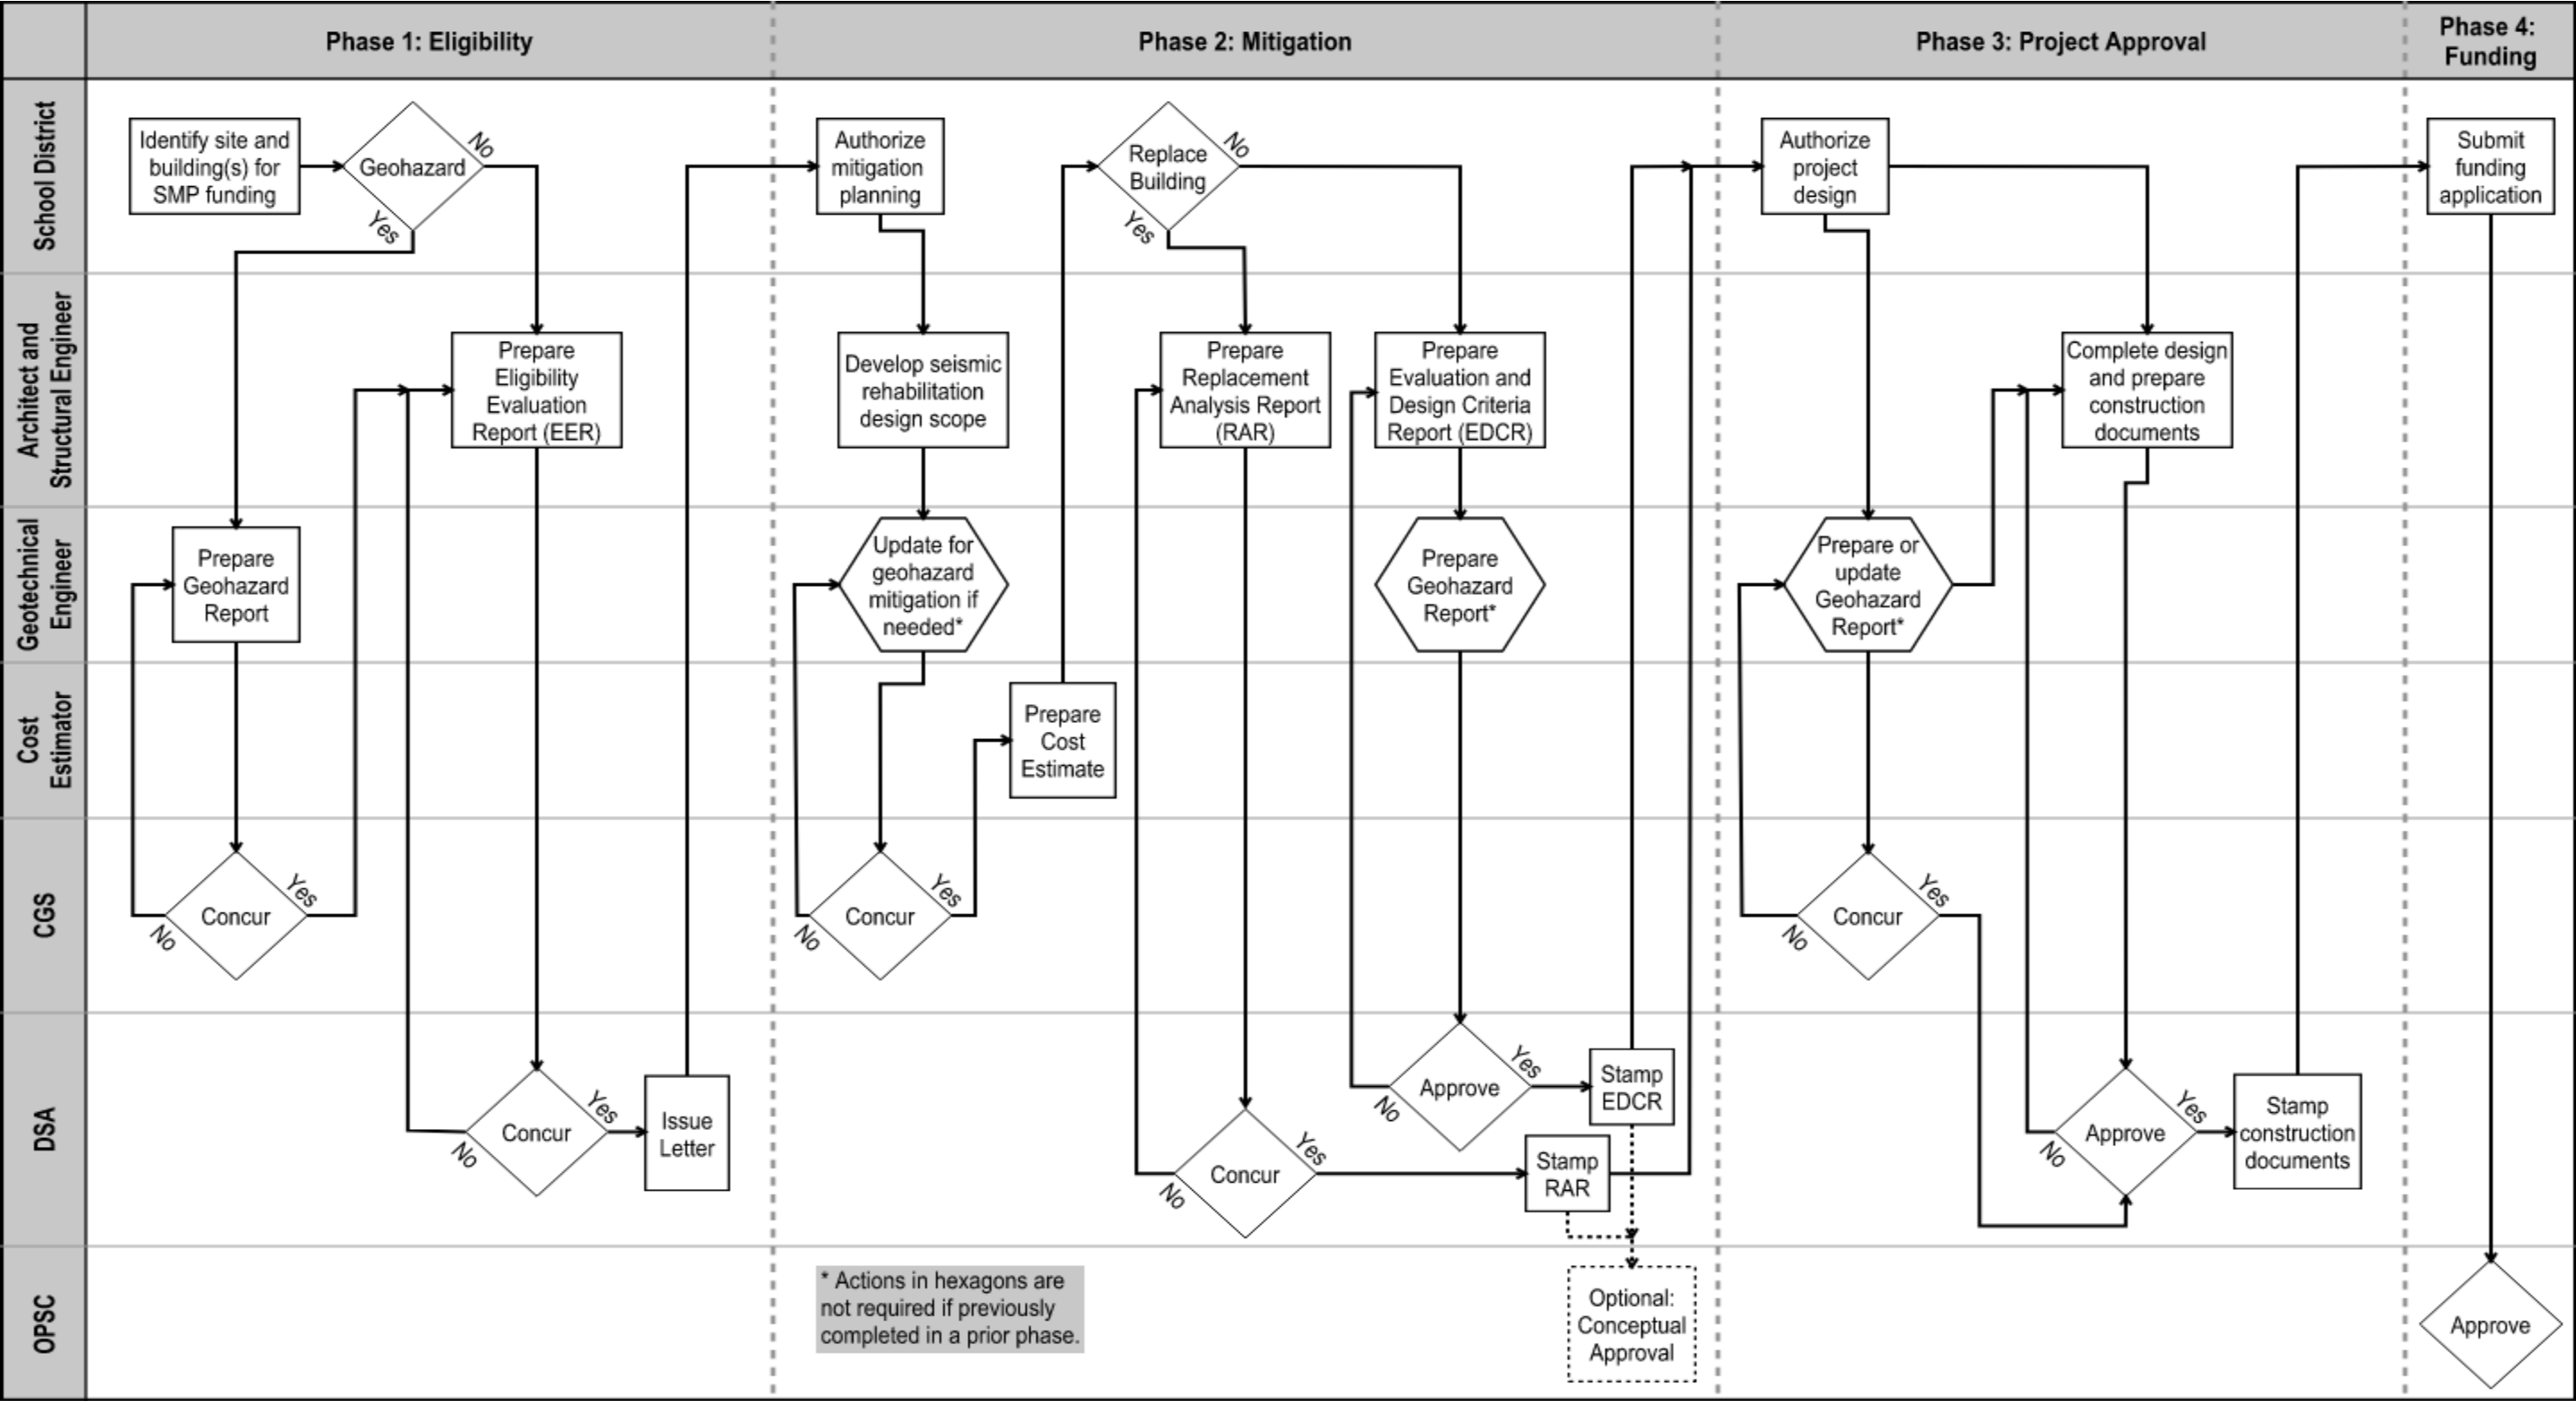 Phase 1: Eligibility
Phase 2: Mitigation
Phase 3: Project Approval
Phase 4:
Funding
School District
Identify site and
building(s) for
SMP funding
Geohazard
No
Yes
Authorize
mitigation
planning
Replace
Building
No
Yes
Authorize
project
design
Submit
funding
application
Architect and
Structural Engineer
Prepare
Eligibility
Evaluation
Report (EER)
Develop seismic
rehabilitation
design scope
Prepare
Replacement
Analysis Report
(RAR)
Prepare
Evaluation and
Design Criteria
Report (EDCR)
Complete design
and prepare
construction
documents
Geotechnical
Engineer
Prepare
Geohazard
Report
Update for
geohazard
mitigation if
needed*
Prepare
Geohazard
Report*
Prepare or
update
Geohazard
Report*
Cost
Estimator
Prepare
Cost
Estimate
CGS
Concur
Yes
No
Concur
Yes
No
Concur
Yes
No
DSA
Concur
Yes
No
Issue
Letter
Concur
Yes
No
Approve
Yes
No
Stamp
EDCR
Stamp
RAR
Approve
Yes
No
Stamp
construction
documents
OPSC
* Actions in hexagons are
not required if previously
completed in a prior phase.
Optional:
Conceptual
Approval
Approve